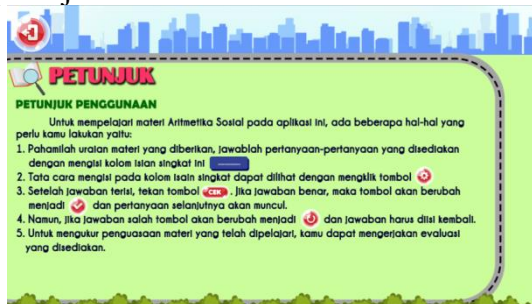 PETUNJUK
PETUNJUK PENGGUNAAN
Untuk mempelajari materi Aritmetika Sosial pada aplikasi ini, ada beberapa hal-hal yang
perlu kamu lakukan yaitu:
1. Pahamilah uraian materi yang diberikan, jawablah pertanyaan-pertanyaan yang disediakan
dengan mengisi kolom isian singkat ini
2. Tata cara mengisi pada kolom isain singkat dapat dilihat dengan mengklik tombol
3. Setelah jawaban terisi, tekan tombol CEK . Jika jawaban benar, maka tombol akan berubah
menjadi dan pertanyaan selanjutnya akan muncul.
4. Namun, jika jawaban salah tombol akan berubah menjadi dan jawaban harus diisi kembali.
5. Untuk mengukur penguasaan materi yang telah dipelajari, kamu dapat mengerjakan evaluasi
yang disediakan.